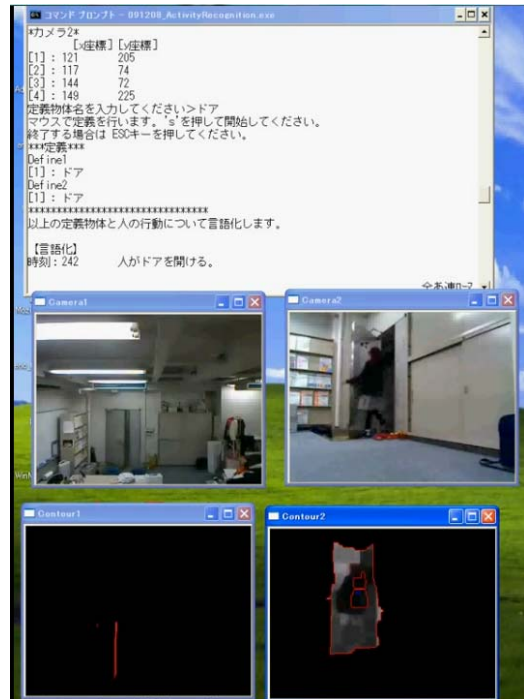 コマンド プロンプト - 091208_ActivityRecognition.exe
*カメラ2*
[x座標] [y座標]
[1] : 121 205
[2] : 117 74
[3] : 144 72
[4] : 149 225
定義物体名を入力してください>ドア
マウスで定義を行います。's'を押して開始してください。
終了する場合は ESCキーを押してください。
***定義***
Define1
[1] : ドア
Define2
[1] : ドア
********************************
以上の定義物体と人の行動について言語化します。
【言語化】
時刻 : 242 人がドアを開ける。
全あ連ローマ
Camera1
Camera2
Contour1
Contour2